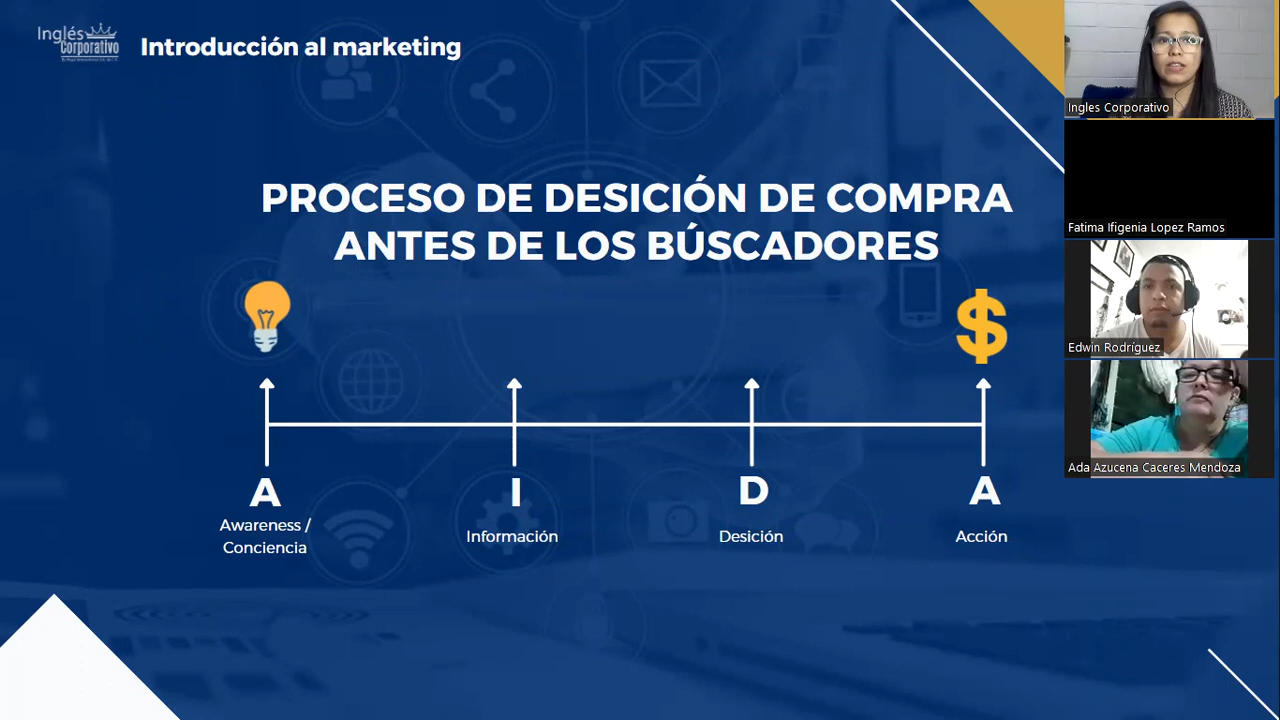 Inglés
Corporativo
Introducción al marketing
PROCESO DE DESICIÓN DE COMPRA
ANTES DE LOS BÚSCADORES
$
A
I
D
A
Awareness /
Conciencia
Información
Desición
Acción
Ingles Corporativo
Fatima Ifigenia Lopez Ramos
Edwin Rodríguez
Ada Azucena Caceres Mendoza